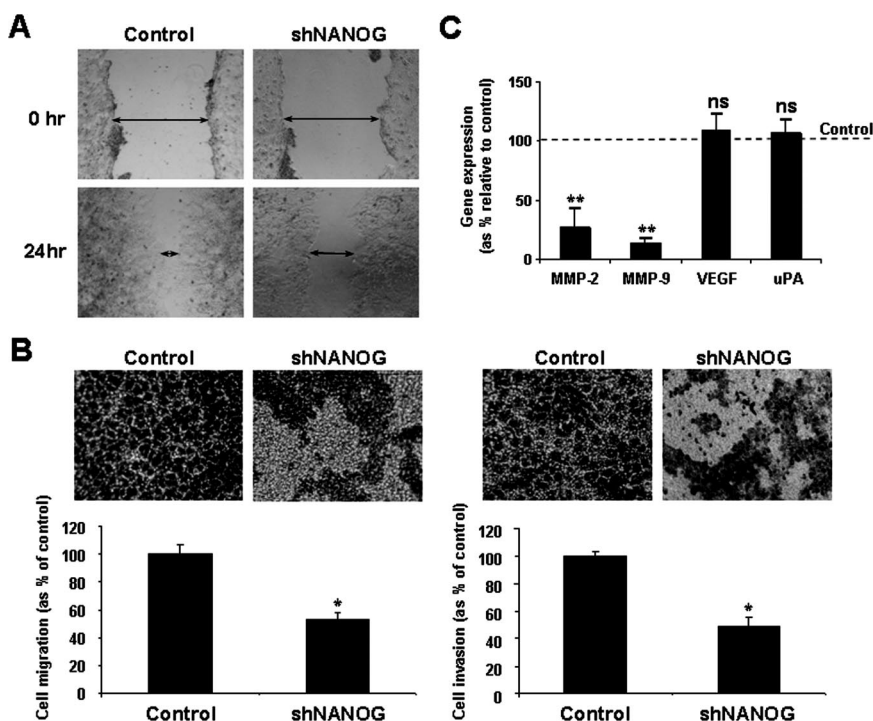 A
Control
shNANOG
0 hr
24hr
C
Gene expression
(as % relative to control)
150
100
50
0
**
**
ns
ns
Control
MMP-2
MMP-9
VEGF
uPA
B
Control
shNANOG
Cell migration (as % of control)
120
100
80
60
40
20
0
*
Control
shNANOG
Control
shNANOG
Cell invasion (as % of control)
120
100
80
60
40
20
0
*
Control
shNANOG